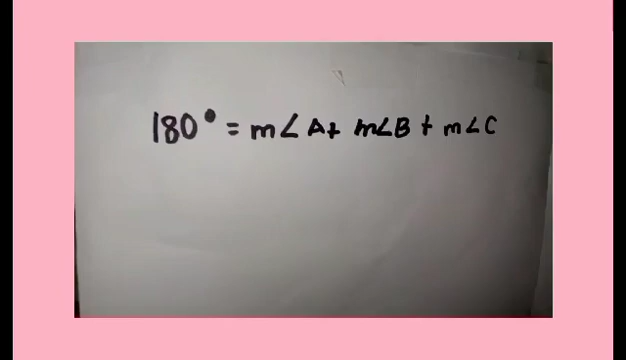 180° = m∠A + m∠B + m∠C